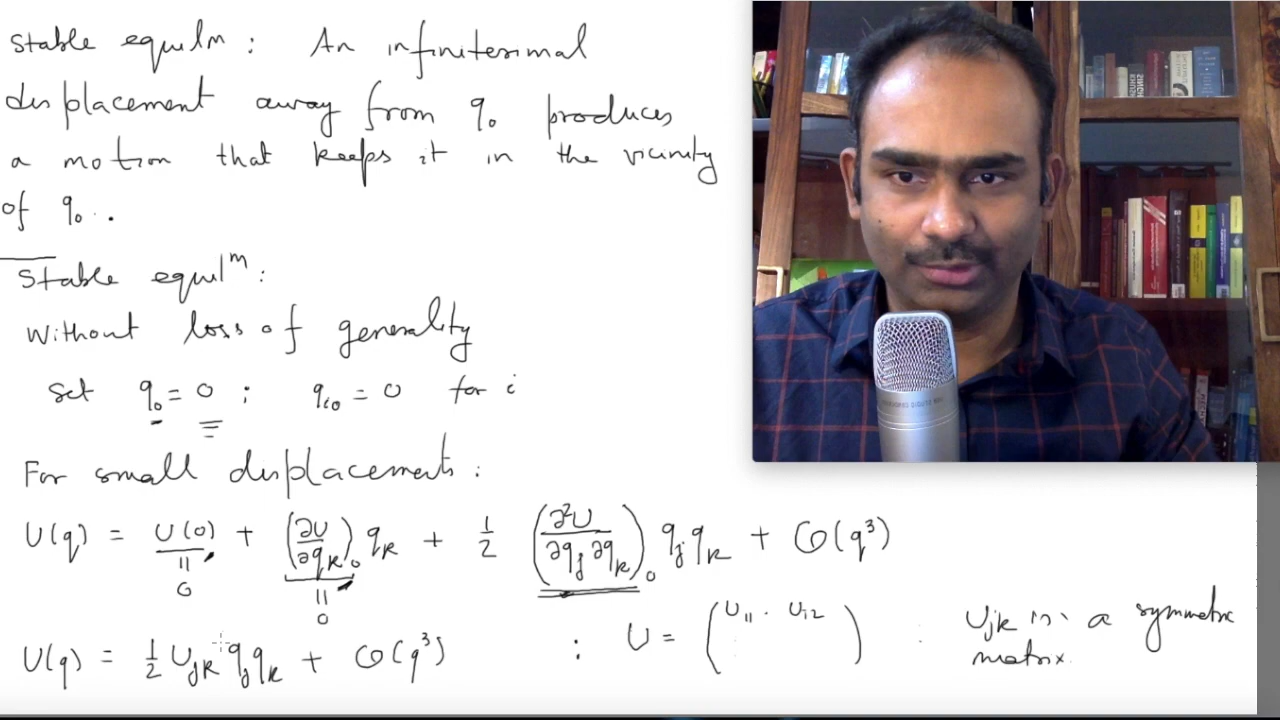 Stable equilm : An infinitesimal
displacement away from q₀ produces
a motion that keeps it in the vicinity
of q₀ .
Stable equilᵐ :
Without loss of generality
Set q₀ = 0 ; qᵢ₀ = 0 for i
For small displacements :
U(q) = U(0) + (∂U/∂qₖ)₀ qₖ + 1/2 (∂²U/∂qⱼ∂qₖ)₀ qⱼqₖ + O(q³)
= 0
= 0
U(q) = 1/2 Uⱼₖ qⱼqₖ + O(q³) : U = (U₁₁ . U₁₂) : Uⱼₖ is a symmetric
matrix.